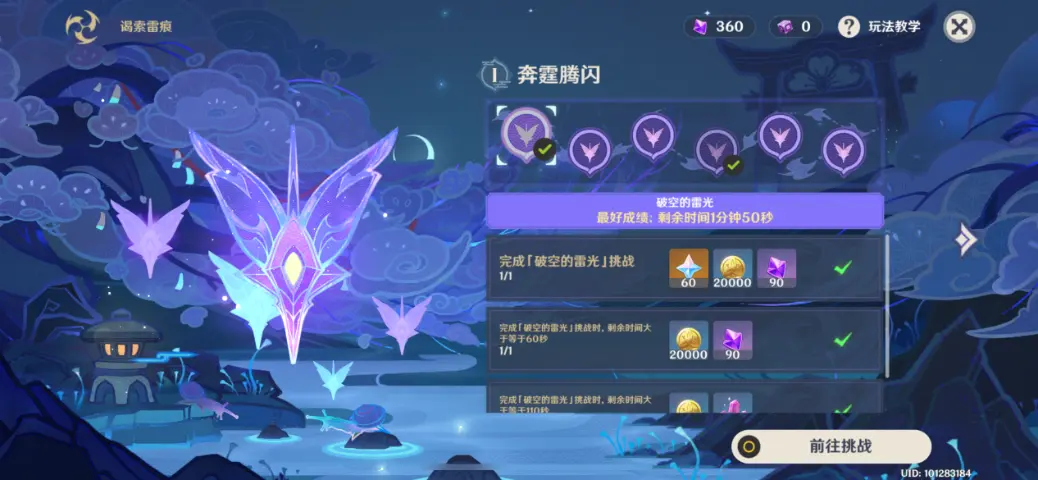 谒索雷痕
360
0
?
玩法教学
I
奔霆腾闪
破空的雷光
最好成绩：剩余时间1分钟50秒
完成「破空的雷光」挑战
1/1
60
20000
90
完成「破空的雷光」挑战时，剩余时间大
于等于60秒
1/1
20000
90
完成「破空的雷光」挑战时，剩余时间大
于等于110秒
前往挑战
UID: 101283184